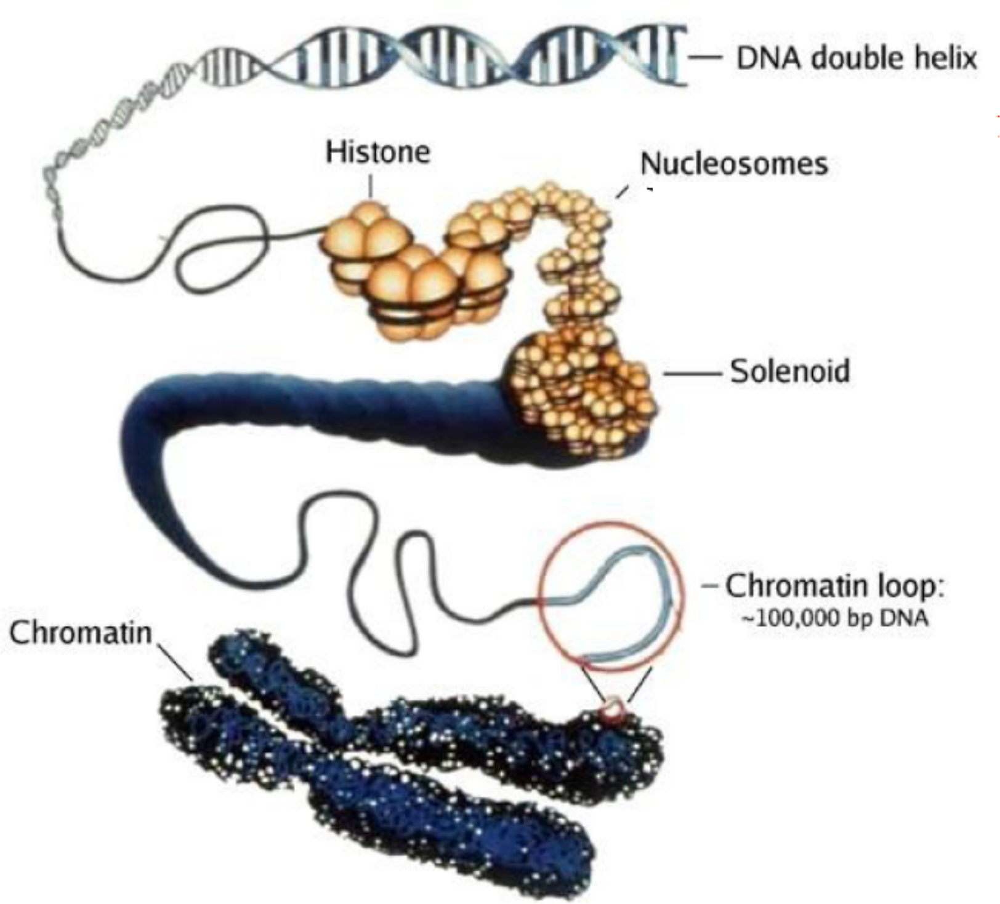 DNA double helix
Histone
Nucleosomes
Solenoid
Chromatin loop:
~100,000 bp DNA
Chromatin